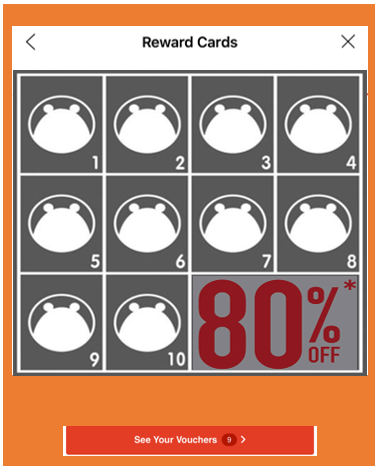 Reward Cards
1 2 3 4
5 6 7 8
9 10 80%*
OFF
See Your Vouchers 9